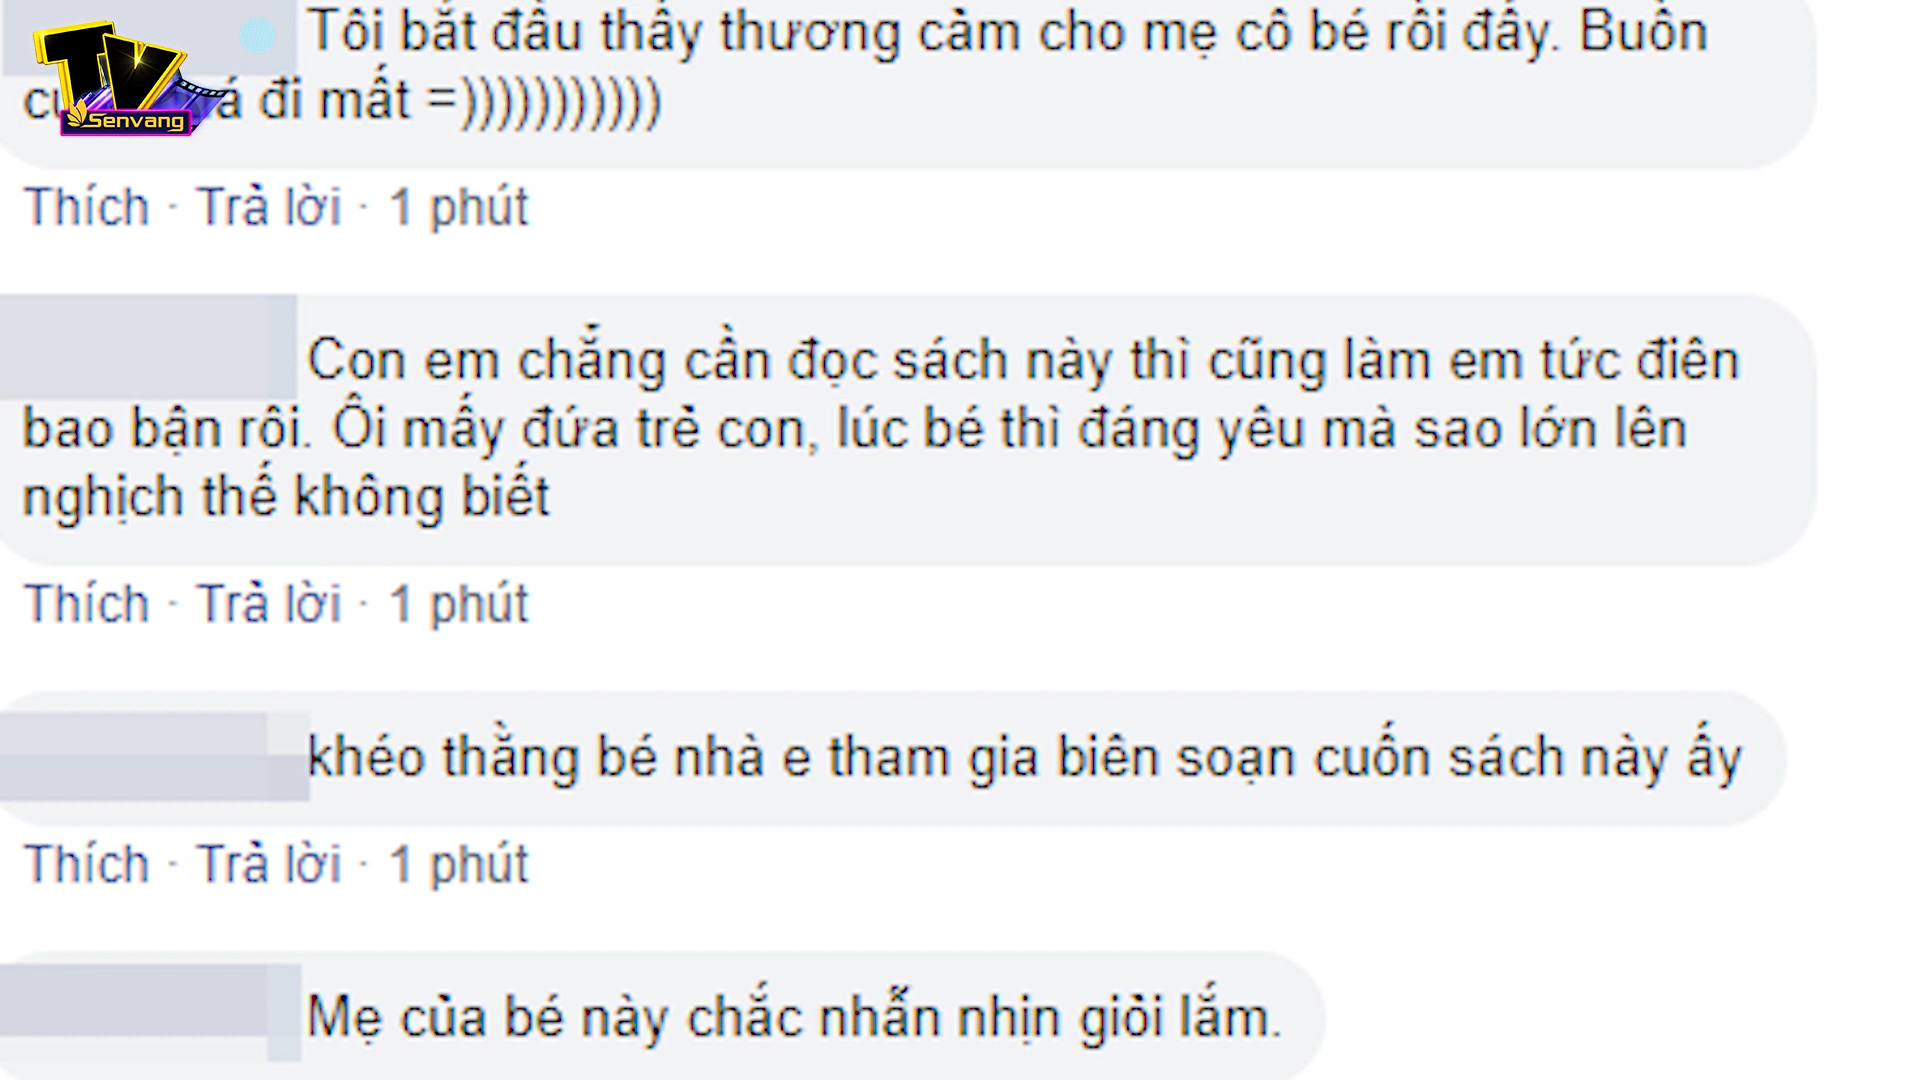 TV
Senvang
Tôi bắt đầu thấy thương cảm cho mẹ cô bé rồi đấy. Buồn
đi mất =)))))))))))
Thích · Trả lời · 1 phút
Con em chẳng cần đọc sách này thì cũng làm em tức điên
bao bận rồi. Ôi mấy đứa trẻ con, lúc bé thì đáng yêu mà sao lớn lên
nghịch thế không biết
Thích · Trả lời · 1 phút
khéo thằng bé nhà e tham gia biên soạn cuốn sách này ấy
Thích · Trả lời · 1 phút
Mẹ của bé này chắc nhẫn nhịn giỏi lắm.